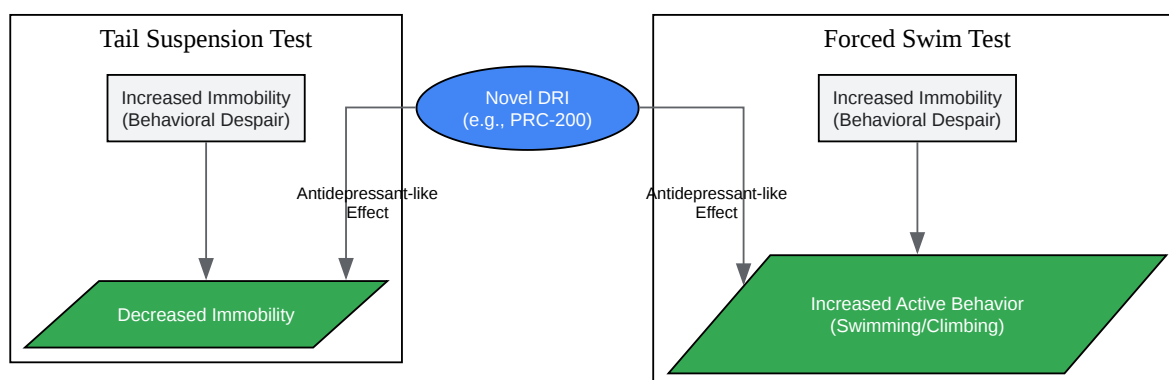 Tail Suspension Test
Increased Immobility
(Behavioral Despair)
Antidepressant-like
Effect
Decreased Immobility
Novel DRI
(e.g., PRC-200)
Forced Swim Test
Increased Immobility
(Behavioral Despair)
Antidepressant-like
Effect
Increased Active Behavior
(Swimming/Climbing)